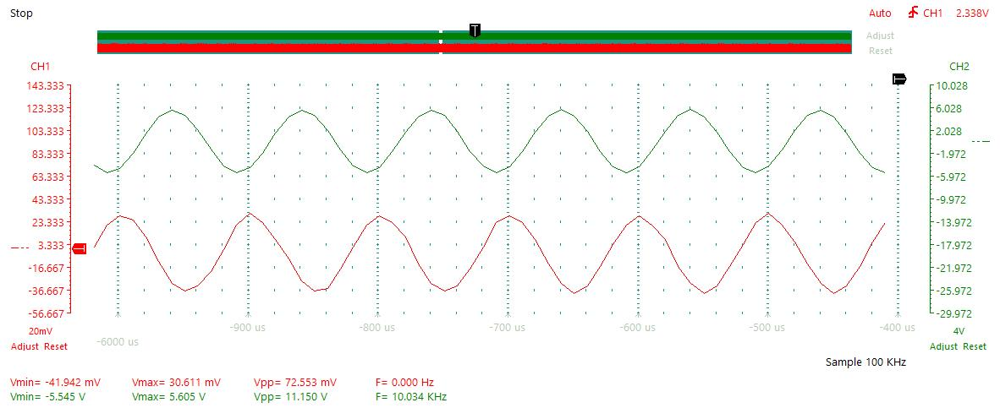 Stop
Auto CH1 2.338V
T
Adjust
Reset
CH1 CH2
143.333 10.028
123.333 6.028
103.333 2.028
83.333 -1.972
63.333 -5.972
43.333 -9.972
23.333 -13.972
3.333 -17.972
-16.667 -21.972
-36.667 -25.972
-56.667 -29.972
-900 us -800 us -700 us -600 us -500 us -400 us
20mV 4V
-6000 us
Adjust Reset Adjust Reset
Sample 100 KHz
Vmin= -41.942 mV Vmax= 30.611 mV Vpp= 72.553 mV F= 0.000 Hz
Vmin= -5.545 V Vmax= 5.605 V Vpp= 11.150 V F= 10.034 KHz